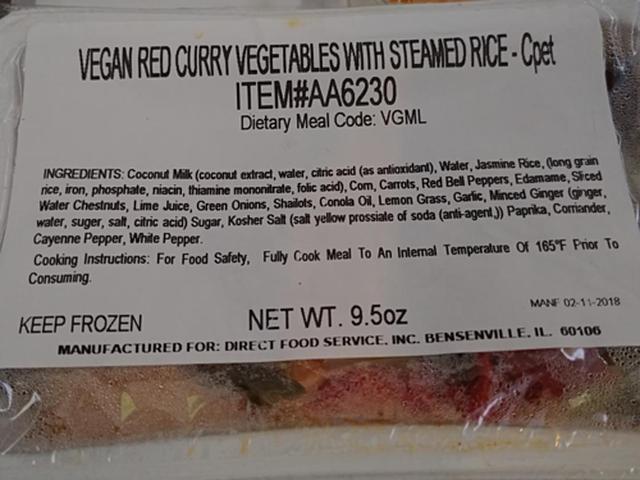 VEGAN RED CURRY VEGETABLES WITH STEAMED RICE - Cpet
ITEM#AA6230
Dietary Meal Code: VGML
INGREDIENTS: Coconut Milk (coconut extract, water, citric acid (as antioxidant), Water, Jasmine Rice, (long grain
rice, iron, phosphate, niacin, thiamine mononitrate, folic acid), Corn, Carrots, Red Bell Peppers, Edamame, Sliced
Water Chestnuts, Lime Juice, Green Onions, Shailots, Conola Oil, Lemon Grass, Garlic, Minced Ginger (ginger,
water, suger, salt, citric acid) Sugar, Kosher Salt (salt yellow prossiate of soda (anti-agent,)) Paprika, Corriander,
Cayenne Pepper, White Pepper.
Cooking Instructions: For Food Safety, Fully Cook Meal To An Internal Temperature Of 165°F Prior To
Consuming.
MANF 02-11-2018
KEEP FROZEN NET WT. 9.5oz
MANUFACTURED FOR: DIRECT FOOD SERVICE, INC. BENSENVILLE, IL. 60106